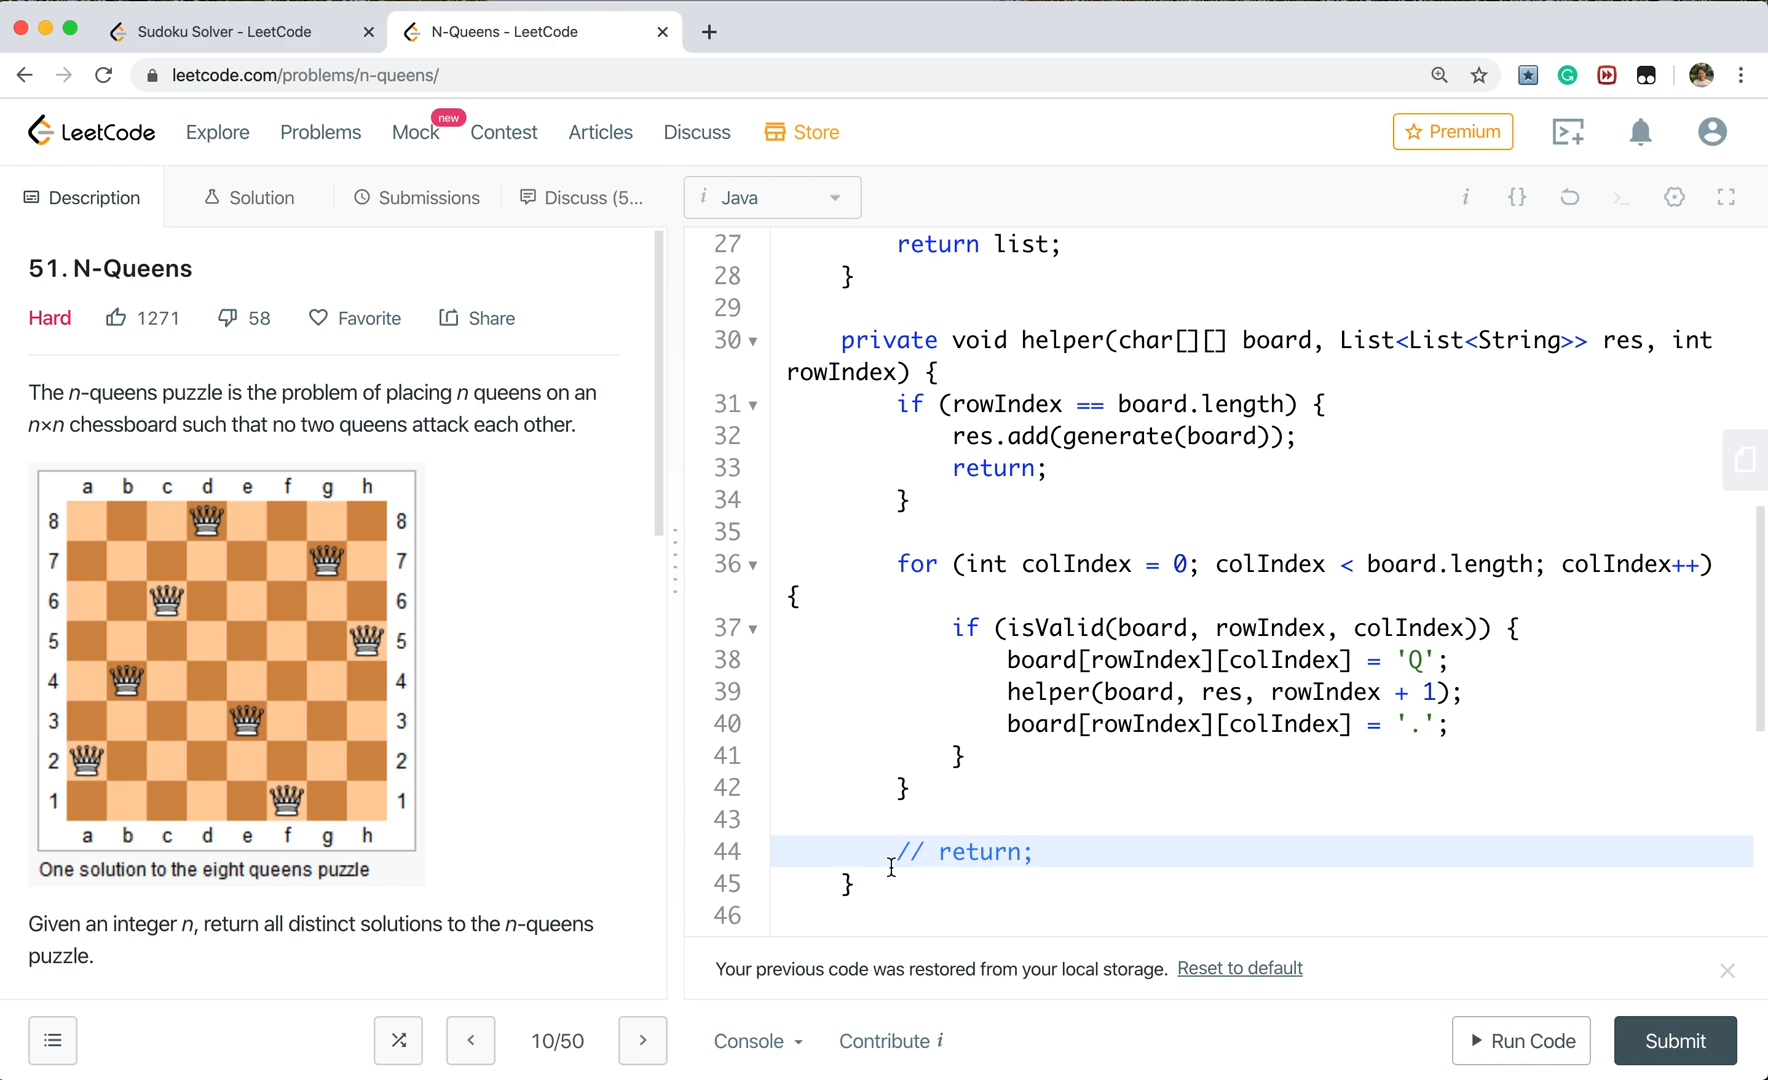 Sudoku Solver - LeetCode
N-Queens - LeetCode
leetcode.com/problems/n-queens/
LeetCode
Explore
Problems
Mock
new
Contest
Articles
Discuss
Store
Premium
Description
Solution
Submissions
Discuss (5...
i Java
51. N-Queens
Hard
1271
58
Favorite
Share
The n-queens puzzle is the problem of placing n queens on an
n×n chessboard such that no two queens attack each other.
a b c d e f g h
8 8
7 7
6 6
5 5
4 4
3 3
2 2
1 1
a b c d e f g h
One solution to the eight queens puzzle
Given an integer n, return all distinct solutions to the n-queens
puzzle.
27 return list;
28 }
29
30 private void helper(char[][] board, List<List<String>> res, int
rowIndex) {
31 if (rowIndex == board.length) {
32 res.add(generate(board));
33 return;
34 }
35
36 for (int colIndex = 0; colIndex < board.length; colIndex++)
{
37 if (isValid(board, rowIndex, colIndex)) {
38 board[rowIndex][colIndex] = 'Q';
39 helper(board, res, rowIndex + 1);
40 board[rowIndex][colIndex] = '.';
41 }
42 }
43
44 // return;
45 }
46
Your previous code was restored from your local storage. Reset to default
10/50
Console
Contribute i
Run Code
Submit